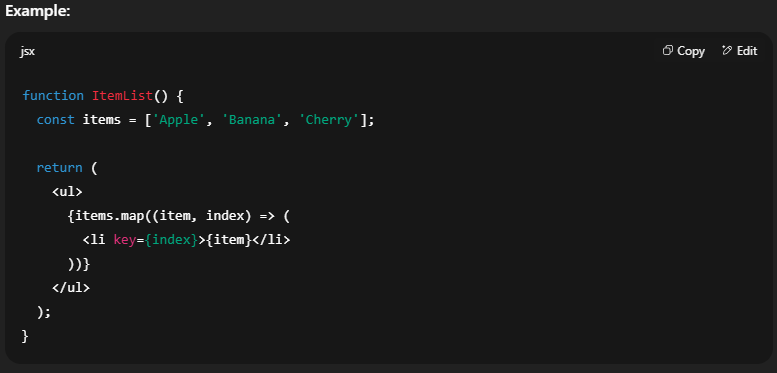 Example:
jsx
Copy
Edit
function ItemList() {
  const items = ['Apple', 'Banana', 'Cherry'];
  return (
    <ul>
      {items.map((item, index) => (
        <li key={index}>{item}</li>
      ))}
    </ul>
  );
}